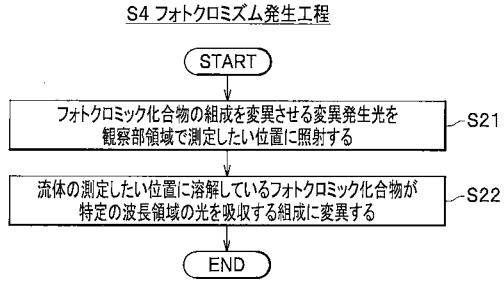 S4 フォトクロミズム発生工程
START
フォトクロミック化合物の組成を変異させる変異発生光を
観察部領域で測定したい位置に照射する
S21
流体の測定したい位置に溶解しているフォトクロミック化合物が
特定の波長領域の光を吸収する組成に変異する
S22
END